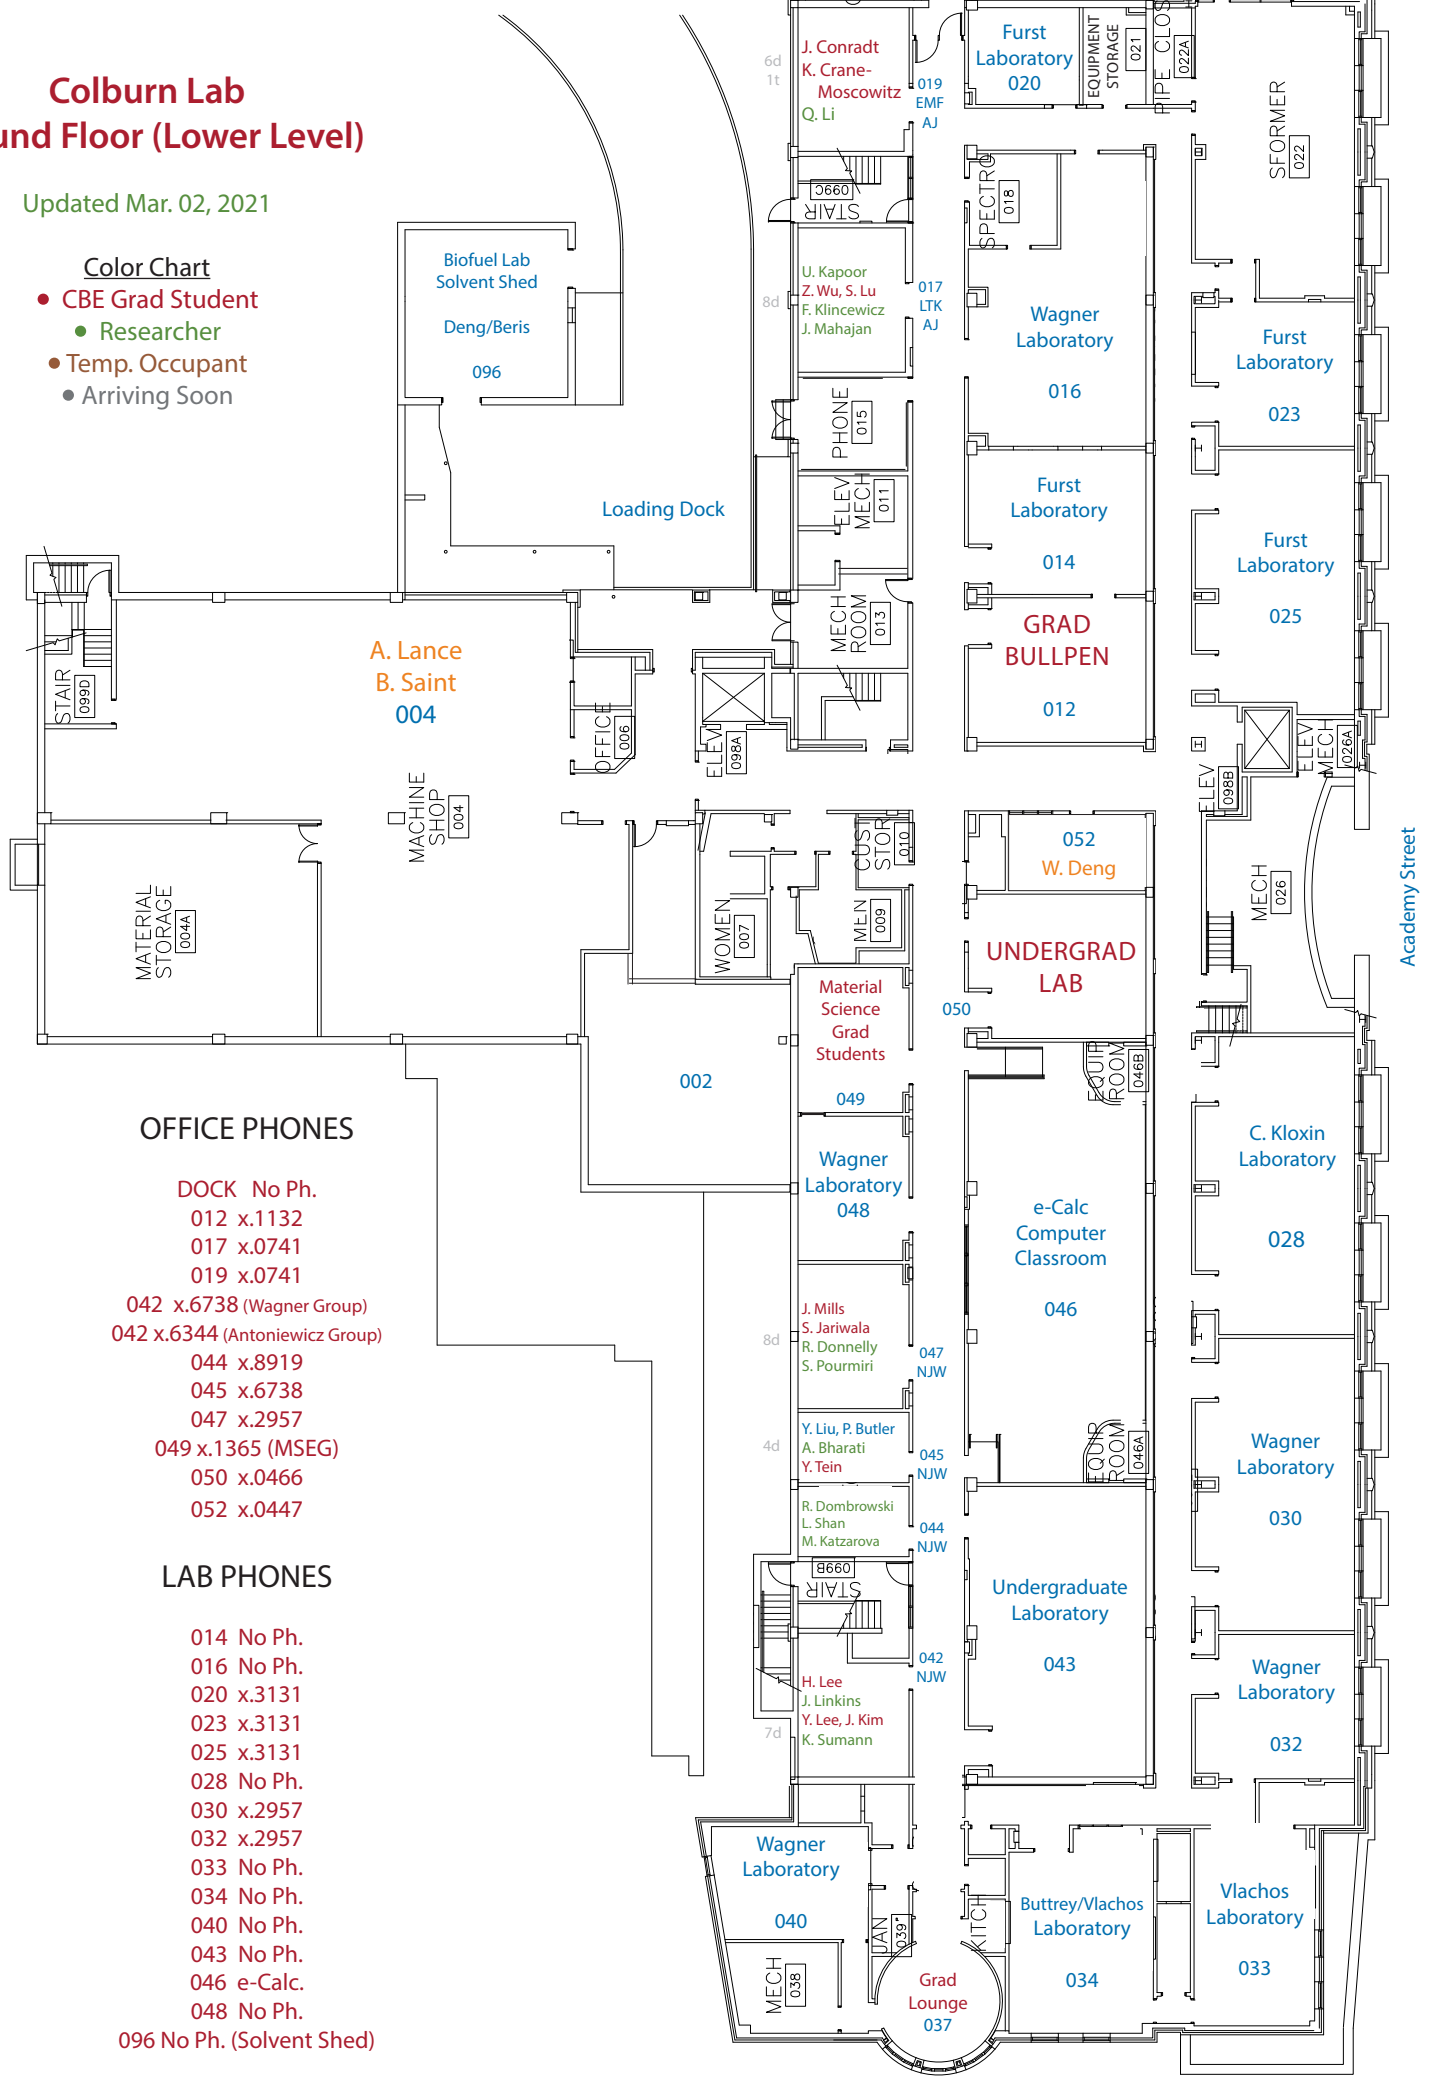 Colburn Lab
und Floor (Lower Level)
Updated Mar. 02, 2021
Color Chart
• CBE Grad Student
• Researcher
• Temp. Occupant
• Arriving Soon
Biofuel Lab
Solvent Shed
Deng/Beris
096
Loading Dock
6d
1t
J. Conradt
K. Crane-
Moscowitz
Q. Li
019
EMF
AJ
Furst
Laboratory
020
EQUIPMENT
STORAGE
021
PIPE CLOS
022A
SFORMER
022
STAIR
099C
SPECTRO
018
8d
U. Kapoor
Z. Wu, S. Lu
F. Klincewicz
J. Mahajan
017
LTK
AJ
Wagner
Laboratory
016
Furst
Laboratory
023
PHONE
015
ELEV
MECH
011
Furst
Laboratory
014
Furst
Laboratory
025
MECH
ROOM
013
GRAD
BULLPEN
012
A. Lance
B. Saint
004
STAIR
099D
OFFICE
006
ELEV
098A
ELEV
098B
ELEV
MECH
026A
MACHINE
SHOP
004
MATERIAL
STORAGE
004A
WOMEN
007
CUST
STOR
010
MEN
009
052
W. Deng
MECH
026
Academy Street
UNDERGRAD
LAB
050
Material
Science
Grad
Students
049
002
EQUIP
ROOM
046B
Wagner
Laboratory
048
e-Calc
Computer
Classroom
046
C. Kloxin
Laboratory
028
8d
J. Mills
S. Jariwala
R. Donnelly
S. Pourmiri
047
NJW
4d
Y. Liu, P. Butler
A. Bharati
Y. Tein
045
NJW
EQUIP
ROOM
046A
Wagner
Laboratory
030
R. Dombrowski
L. Shan
M. Katzarova
044
NJW
STAIR
099B
Undergraduate
Laboratory
043
7d
H. Lee
J. Linkins
Y. Lee, J. Kim
K. Sumann
042
NJW
Wagner
Laboratory
032
Wagner
Laboratory
040
MECH
038
JAN
039
KITCH
Grad
Lounge
037
Buttrey/Vlachos
Laboratory
034
Vlachos
Laboratory
033
OFFICE PHONES
DOCK No Ph.
012 x.1132
017 x.0741
019 x.0741
042 x.6738 (Wagner Group)
042 x.6344 (Antoniewicz Group)
044 x.8919
045 x.6738
047 x.2957
049 x.1365 (MSEG)
050 x.0466
052 x.0447
LAB PHONES
014 No Ph.
016 No Ph.
020 x.3131
023 x.3131
025 x.3131
028 No Ph.
030 x.2957
032 x.2957
033 No Ph.
034 No Ph.
040 No Ph.
043 No Ph.
046 e-Calc.
048 No Ph.
096 No Ph. (Solvent Shed)